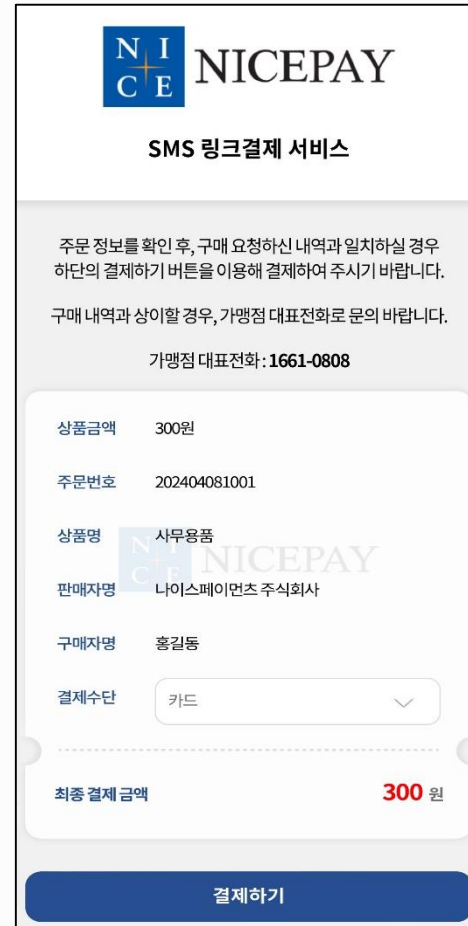 N I
C E
NICEPAY
SMS 링크결제 서비스
주문 정보를 확인 후, 구매 요청하신 내역과 일치하실 경우
하단의 결제하기 버튼을 이용해 결제하여 주시기 바랍니다.
구매 내역과 상이할 경우, 가맹점 대표전화로 문의 바랍니다.
가맹점 대표전화 : 1661-0808
상품금액 300원
주문번호 202404081001
상품명 사무용품
N I
C E
NICEPAY
판매자명 나이스페이먼츠 주식회사
구매자명 홍길동
결제수단 카드
최종 결제 금액 300 원
결제하기